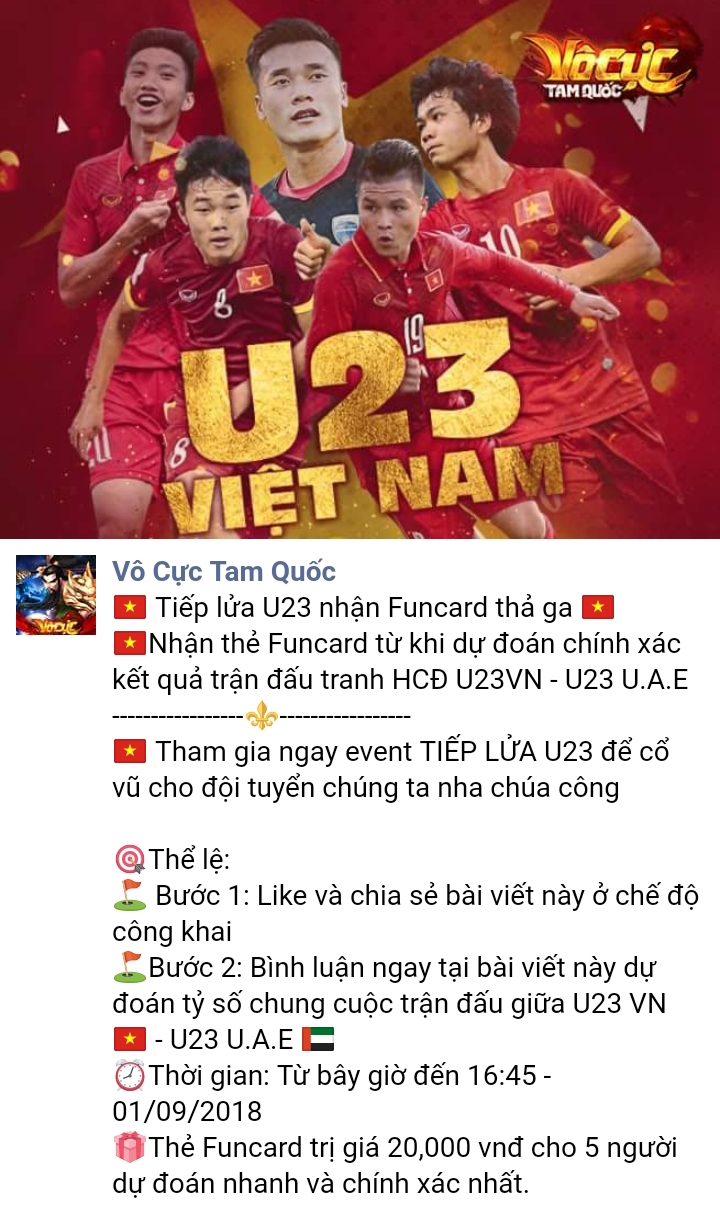 Vô Cực
TAM QUỐC
10
8
19
8
U23
VIỆT NAM
Vô Cực Tam Quốc
🇻🇳 Tiếp lửa U23 nhận Funcard thả ga 🇻🇳
🇻🇳Nhận thẻ Funcard từ khi dự đoán chính xác
kết quả trận đấu tranh HCĐ U23VN - U23 U.A.E
-----------------⚜-----------------
🇻🇳 Tham gia ngay event TIẾP LỬA U23 để cổ
vũ cho đội tuyển chúng ta nha chúa công
🎯Thể lệ:
⛳ Bước 1: Like và chia sẻ bài viết này ở chế độ
công khai
⛳Bước 2: Bình luận ngay tại bài viết này dự
đoán tỷ số chung cuộc trận đấu giữa U23 VN
🇻🇳 - U23 U.A.E 🇦🇪
⏰Thời gian: Từ bây giờ đến 16:45 -
01/09/2018
🎁Thẻ Funcard trị giá 20,000 vnđ cho 5 người
dự đoán nhanh và chính xác nhất.